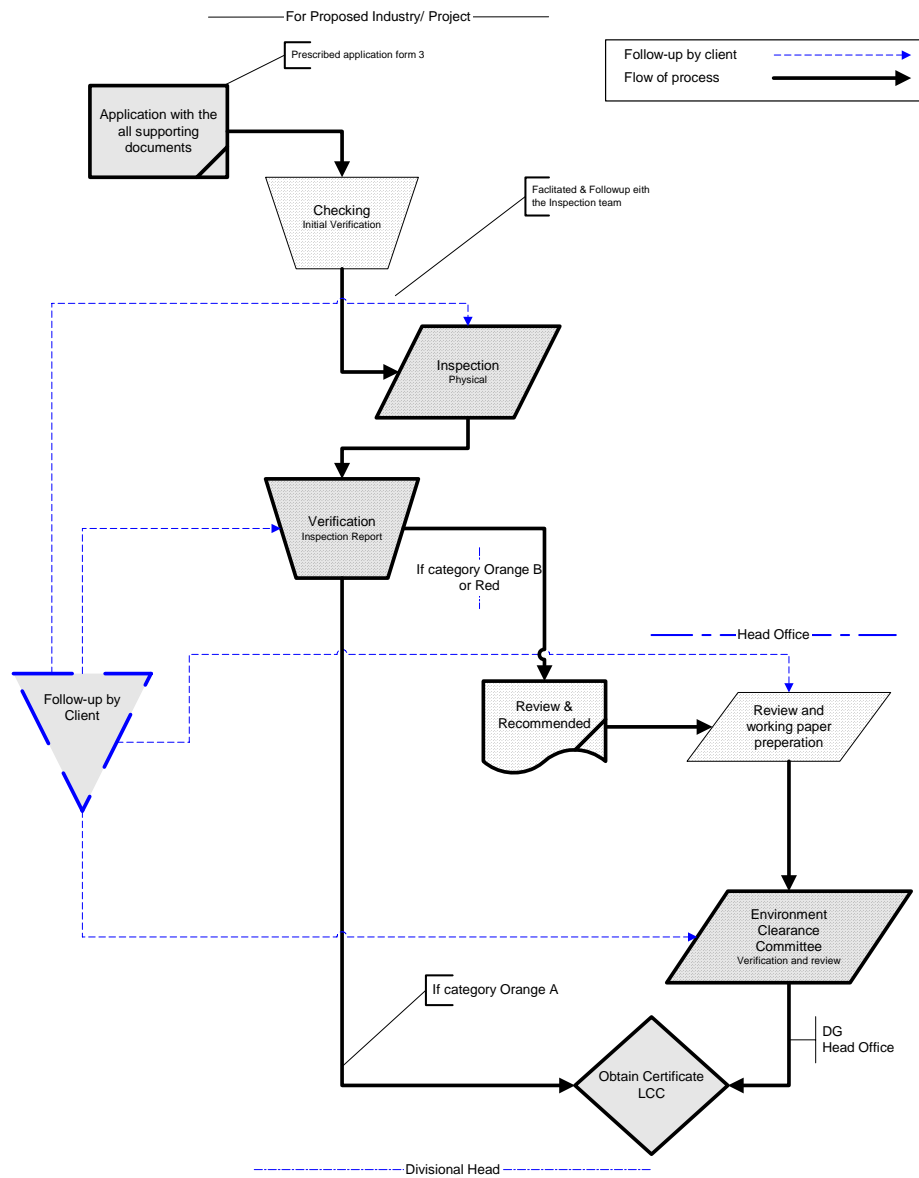 For Proposed Industry/ Project
Prescribed application form 3
Follow-up by client
Flow of process
Application with the
all supporting
documents
Checking
Initial Verification
Faclitated & Followup eith
the Inspection team
Inspection
Physical
Verification
Inspection Report
If category Orange B
or Red
Head Office
Follow-up by
Client
Review &
Recommended
Review and
working paper
preperation
Environment
Clearance
Committee
Verification and review
If category Orange A
DG
Head Office
Obtain Certificate
LCC
Divisional Head